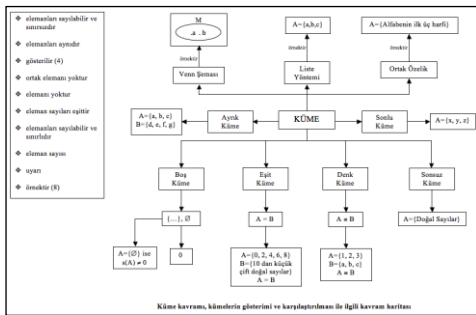 elemanları sayılabilir ve
sınırsızdır
elemanları aynıdır
gösterilir (4)
ortak elemanı yoktur
elemanı yoktur
eleman sayıları eşittir
elemanları sayılabilir ve
sınırlıdır
eleman sayısı
uyarı
örnektir (8)
M
.a . b
örnektir
Venn Şeması
A={a,b,c}
örnektir
Liste
Yöntemi
A={Alfabenin ilk üç harfi}
örnektir
Ortak Özelik
A={a, b, c}
B={d, e, f, g}
Ayrık
Küme
KÜME
Sonlu
Küme
A={x, y, z}
Boş
Küme
Eşit
Küme
Denk
Küme
Sonsuz
Küme
{…}, Ø
A = B
A ≡ B
A={Doğal Sayılar}
A={Ø} ise
s(A) ≠ 0
0
A={0, 2, 4, 6, 8}
B={10 dan küçük
çift doğal sayılar}
A = B
A={1, 2, 3}
B={a, b, c}
A ≡ B
Küme kavramı, kümelerin gösterimi ve karşılaştırılması ile ilgili kavram haritası